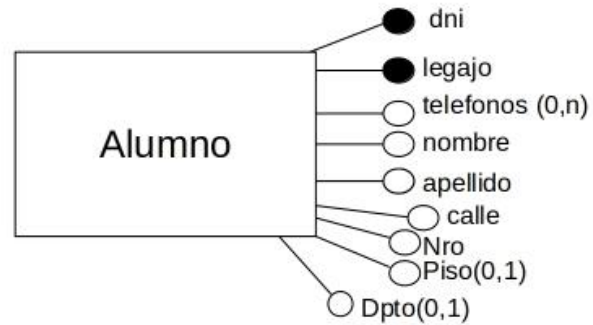 dni
legajo
telefonos (0,n)
nombre
Alumno
apellido
calle
Nro
Piso(0,1)
Dpto(0,1)